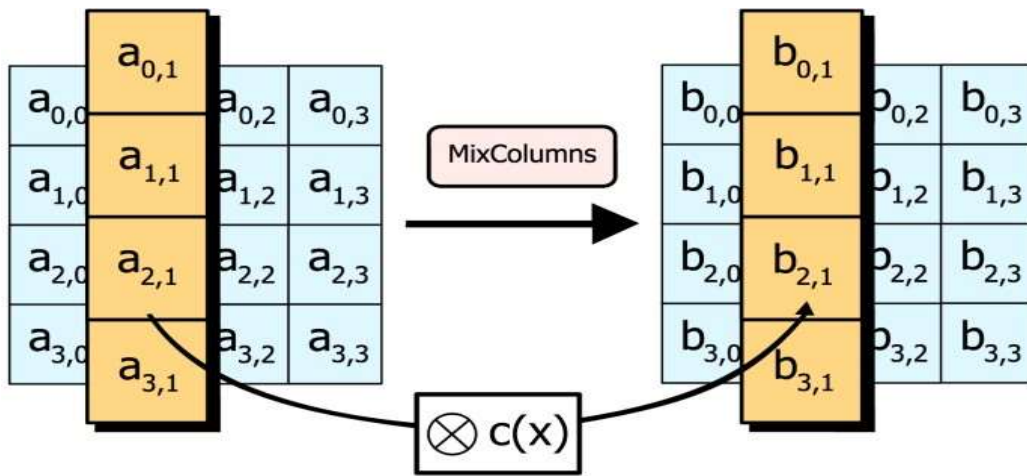 a0,1
b0,1
a0,0 a0,2 a0,3
b0,0 b0,2 b0,3
MixColumns
a1,1
b1,1
a1,0 a1,2 a1,3
b1,0 b1,2 b1,3
a2,0 a2,1 a2,2 a2,3
b2,0 b2,1 b2,2 b2,3
a3,0 a3,2 a3,3
b3,0 b3,2 b3,3
a3,1
b3,1
⊗ c(x)